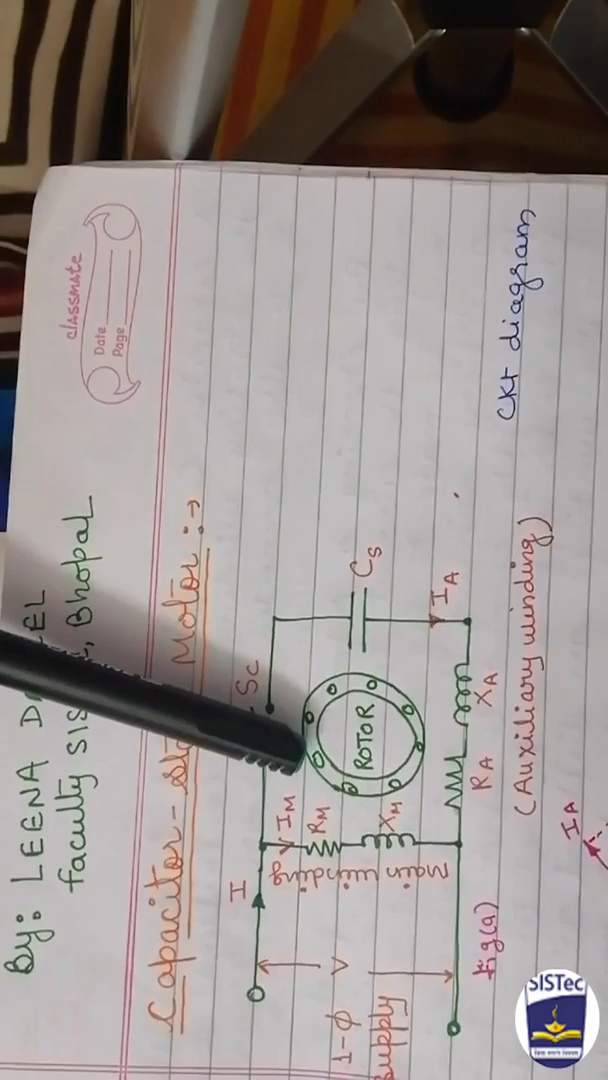 classmate
Date
Page
By: LEENA D EL
faculty SIS , Bhopal
Capacitor - Sta Motor :→
I
Sc
IM
RM
XM
Main winding
ROTOR
Cs
IA
1-φ
V
supply
RA XA
(Auxiliary winding)
fig(a)
Ckt diagram
IA
SISTec